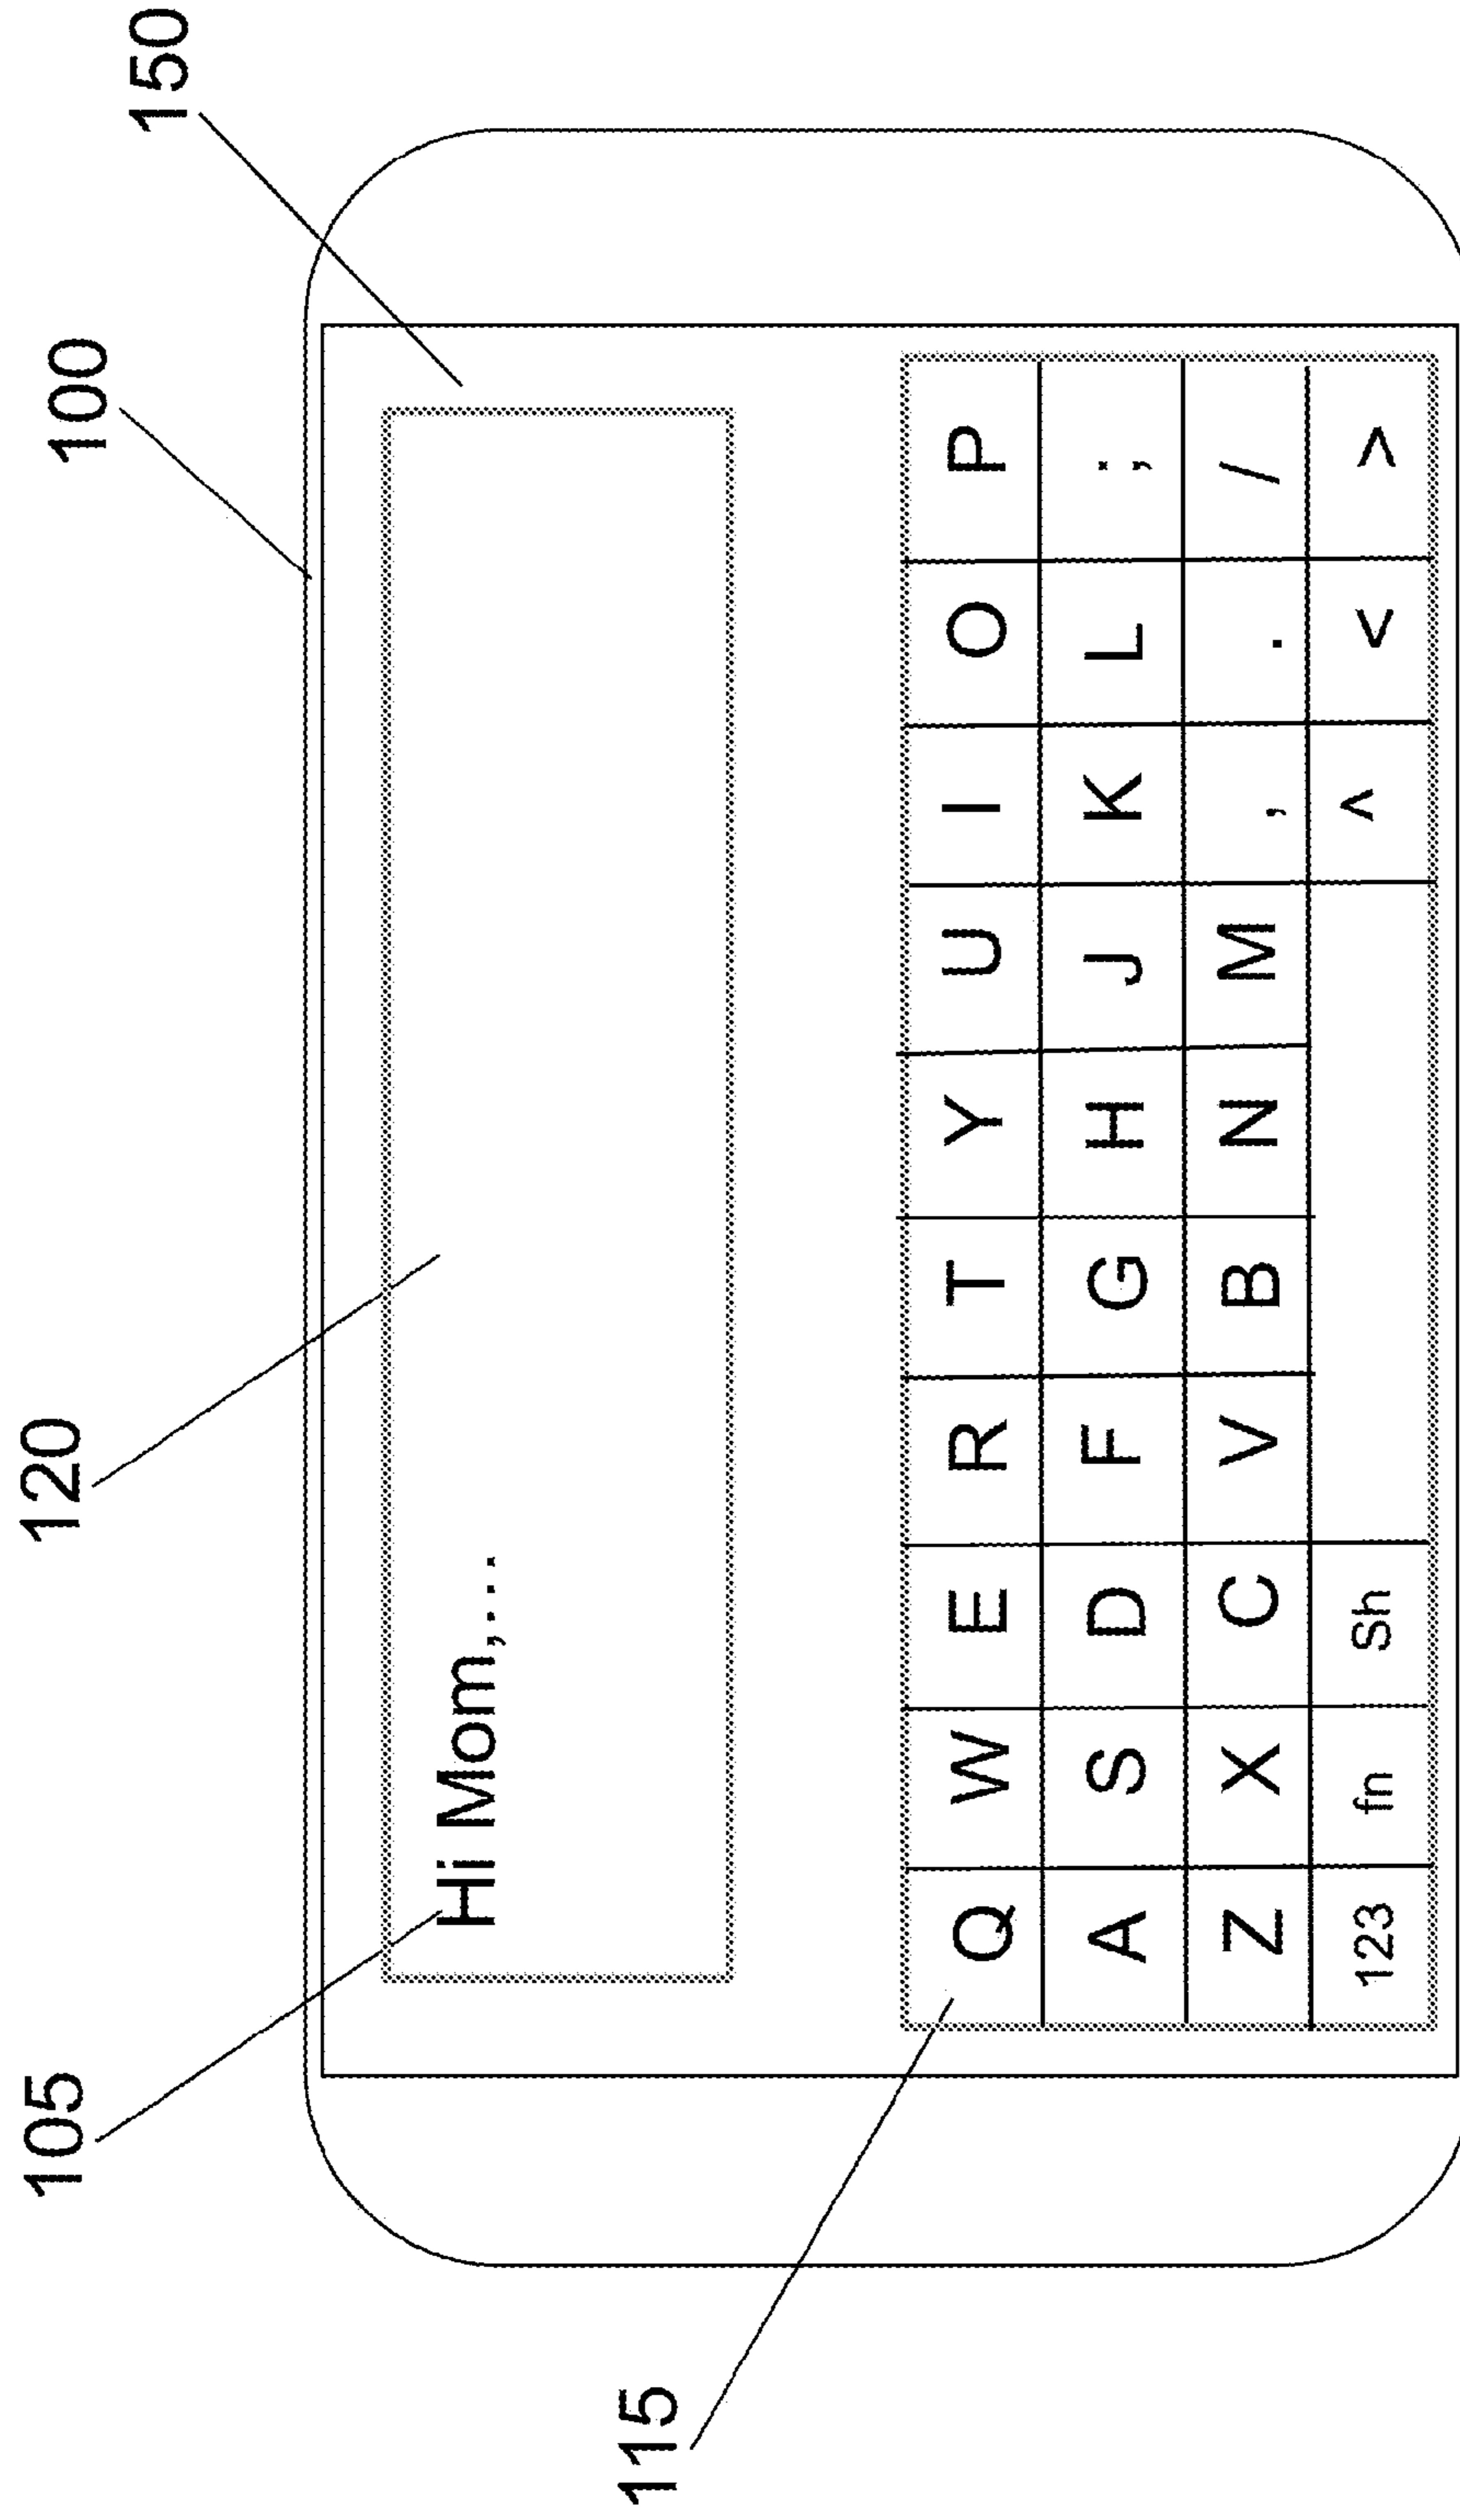 105 120 100 150
Hi Mom,...
115
Q W E R T Y U I O P
A S D F G H J K L ;
Z X C V B N M , . /
123 fn Sh ^ < >